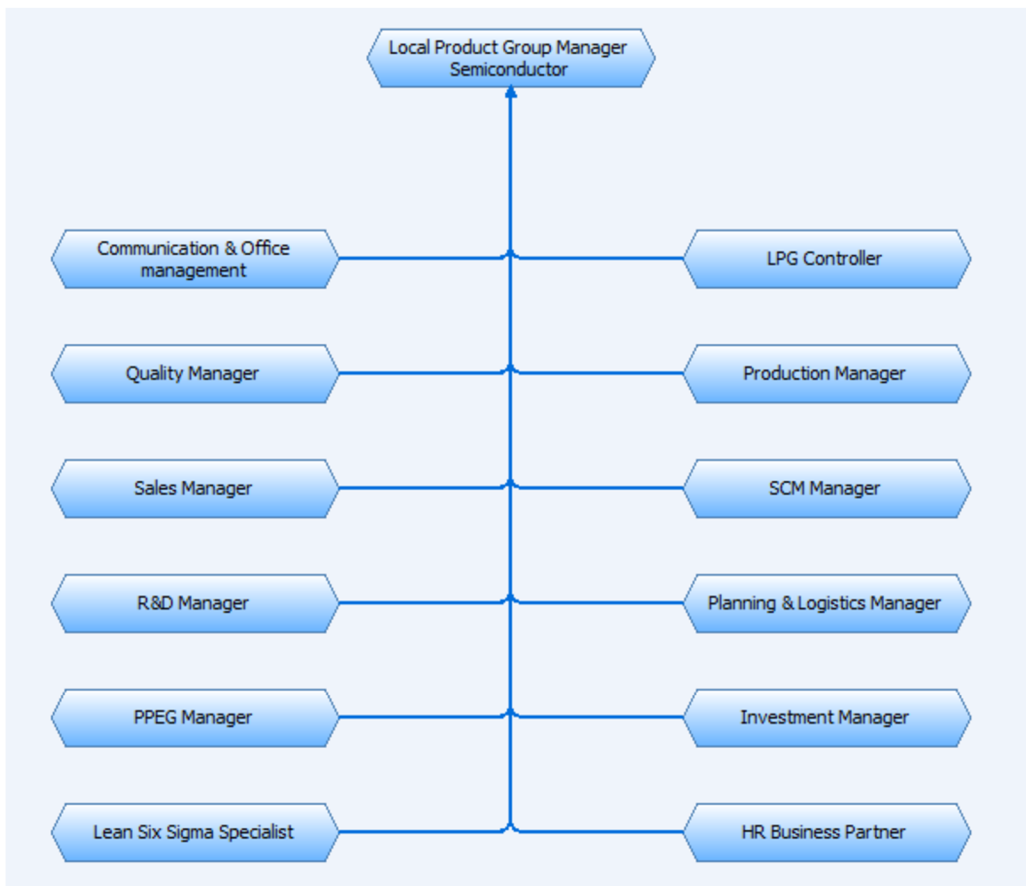 Local Product Group Manager
Semiconductor
Communication & Office
management
LPG Controller
Quality Manager
Production Manager
Sales Manager
SCM Manager
R&D Manager
Planning & Logistics Manager
PPEG Manager
Investment Manager
Lean Six Sigma Specialist
HR Business Partner